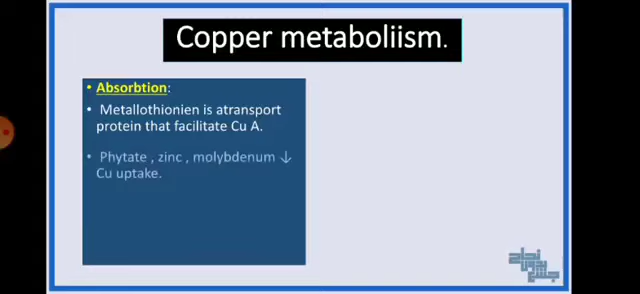 Copper metaboliism.
• Absorbtion:
• Metallothionien is atransport
protein that facilitate Cu A.
• Phytate , zinc , molybdenum ↓
Cu uptake.